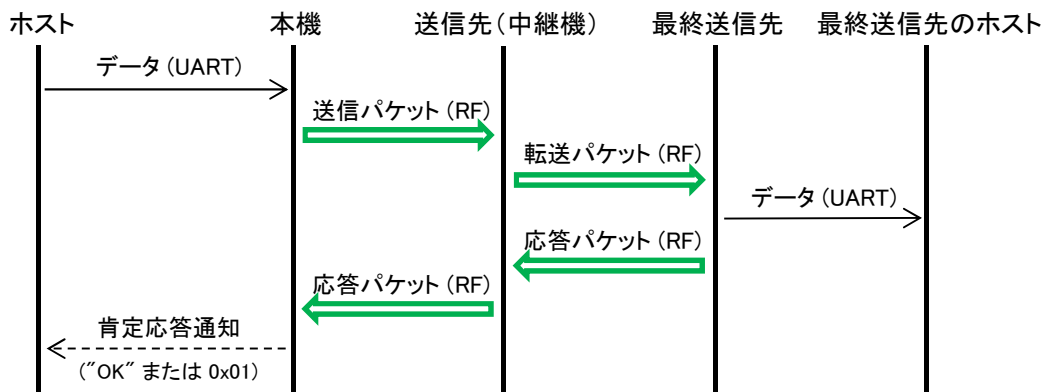 ホスト 本機 送信先(中継機) 最終送信先 最終送信先のホスト
データ (UART)
送信パケット (RF)
転送パケット (RF)
データ (UART)
応答パケット (RF)
応答パケット (RF)
肯定応答通知
("OK" または 0x01)